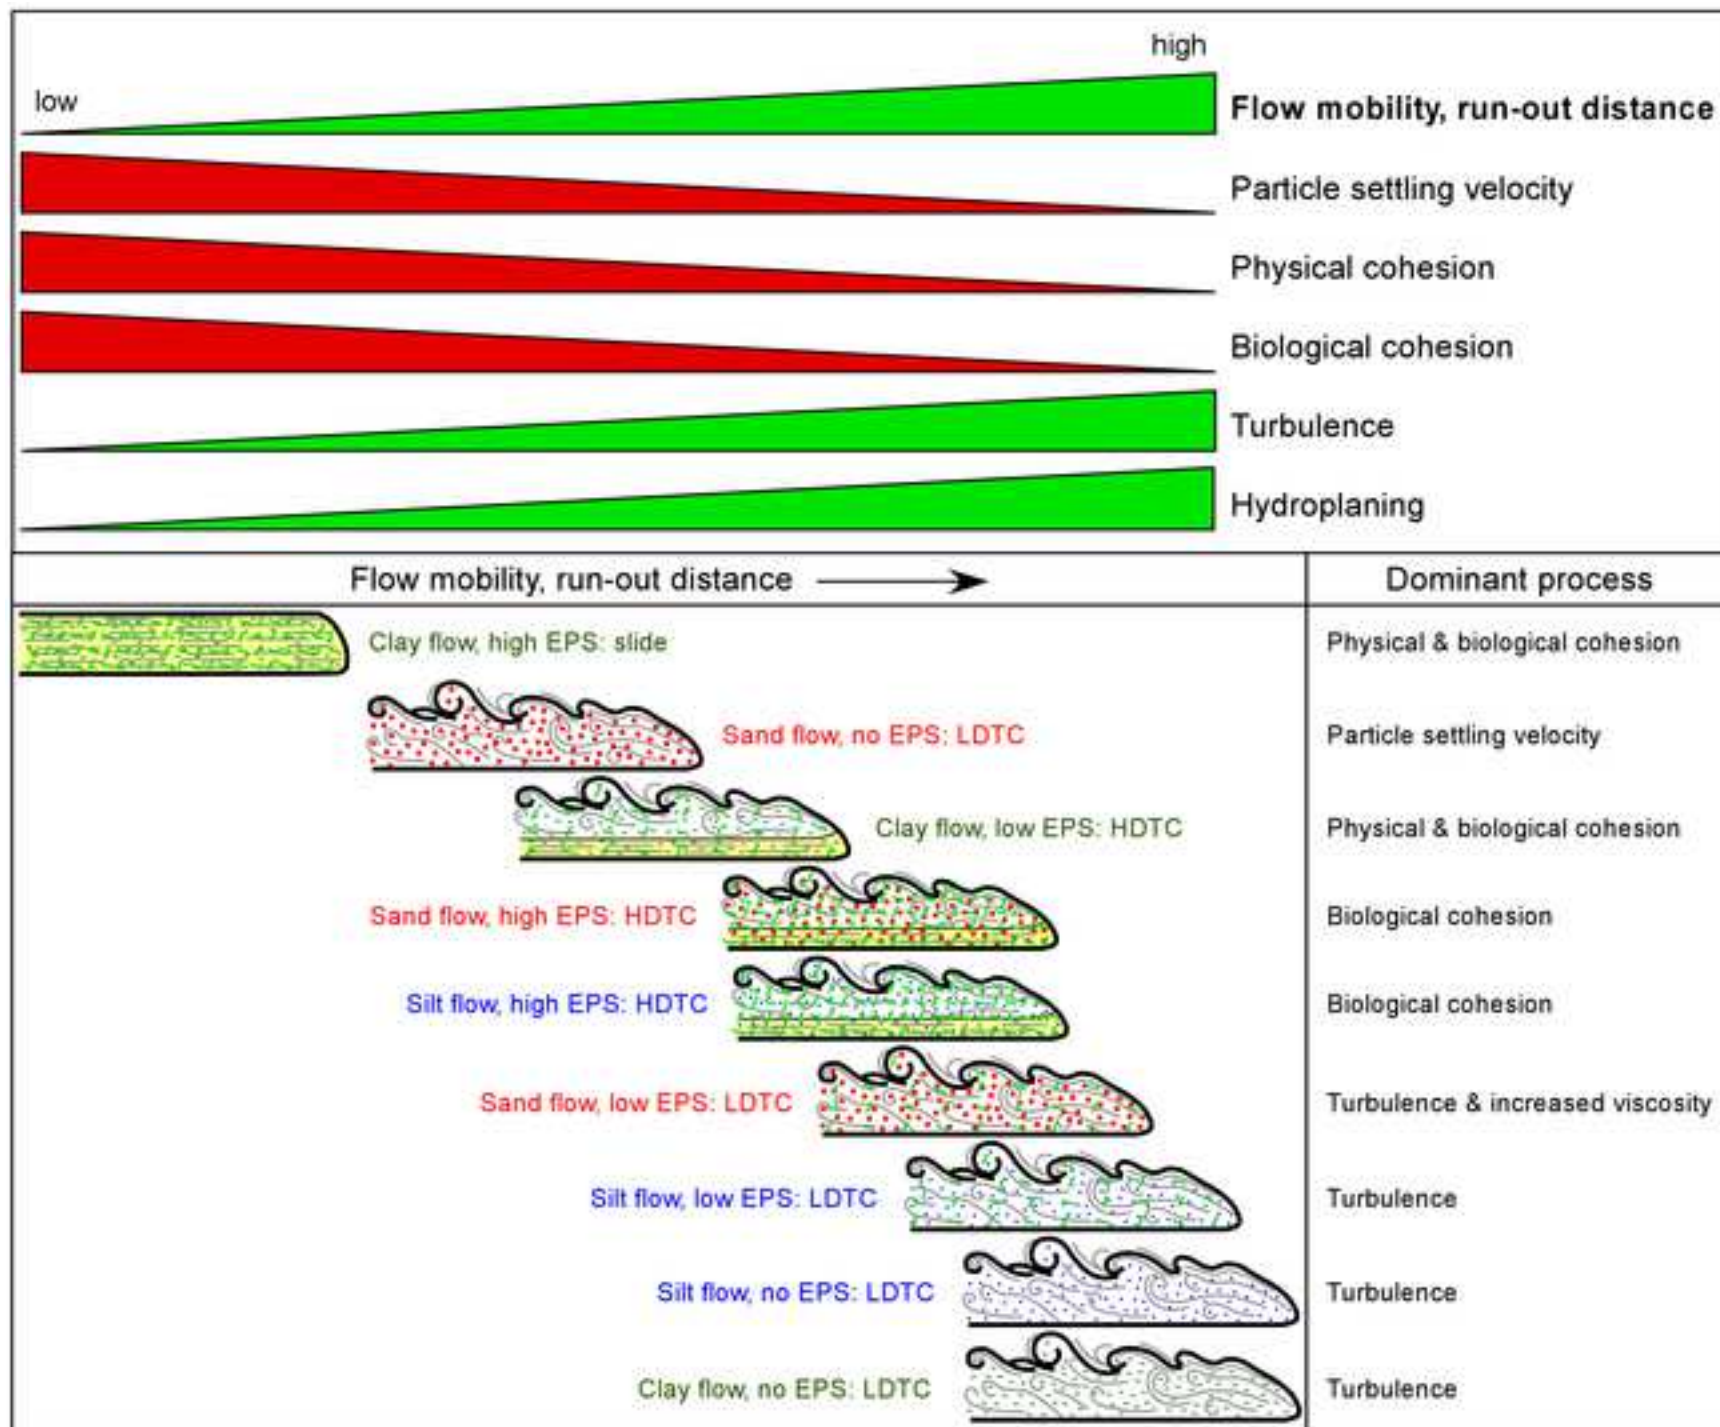 high
low
Flow mobility, run-out distance
Particle settling velocity
Physical cohesion
Biological cohesion
Turbulence
Hydroplaning
Flow mobility, run-out distance
Dominant process
Clay flow, high EPS: slide
Physical & biological cohesion
Sand flow, no EPS: LDTC
Particle settling velocity
Clay flow, low EPS: HDTC
Physical & biological cohesion
Sand flow, high EPS: HDTC
Biological cohesion
Silt flow, high EPS: HDTC
Biological cohesion
Sand flow, low EPS: LDTC
Turbulence & increased viscosity
Silt flow, low EPS: LDTC
Turbulence
Silt flow, no EPS: LDTC
Turbulence
Clay flow, no EPS: LDTC
Turbulence